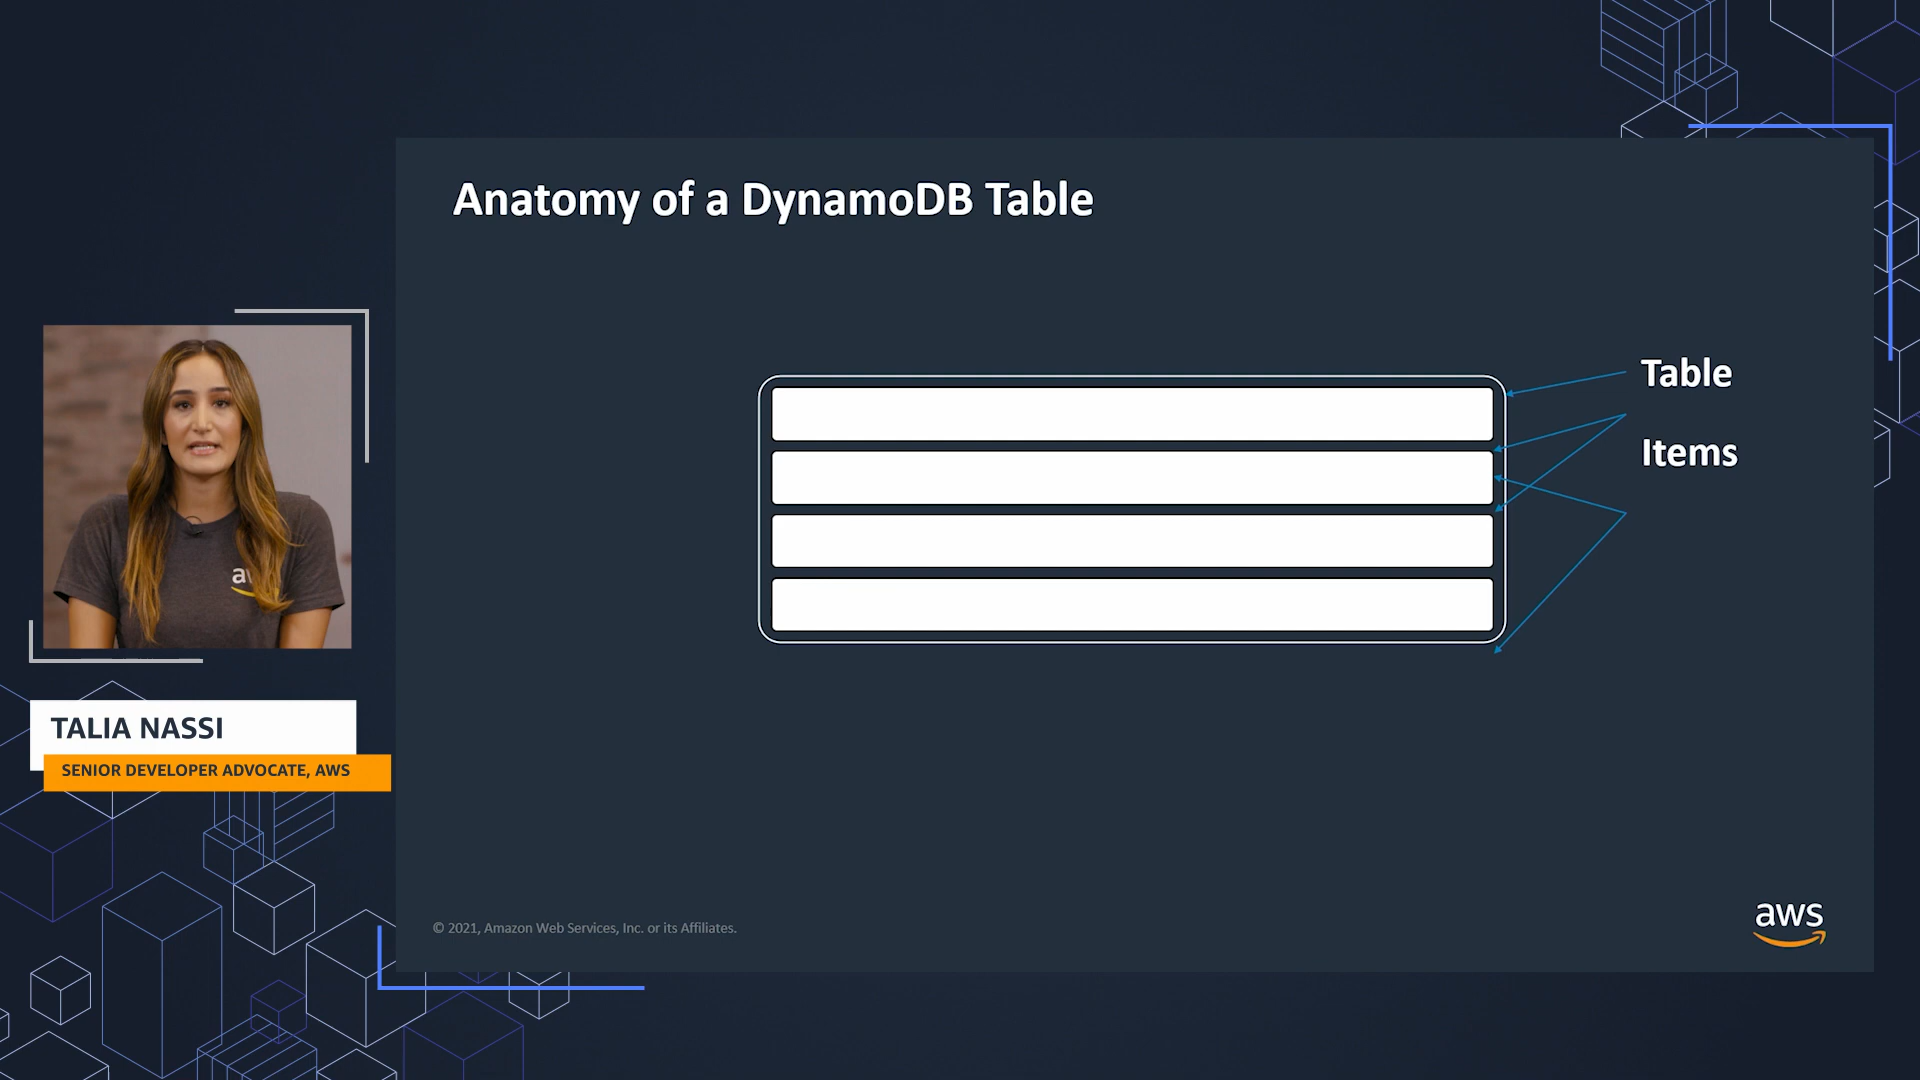 Anatomy of a DynamoDB Table
Table
Items
TALIA NASSI
SENIOR DEVELOPER ADVOCATE, AWS
© 2021, Amazon Web Services, Inc. or its Affiliates.
aws